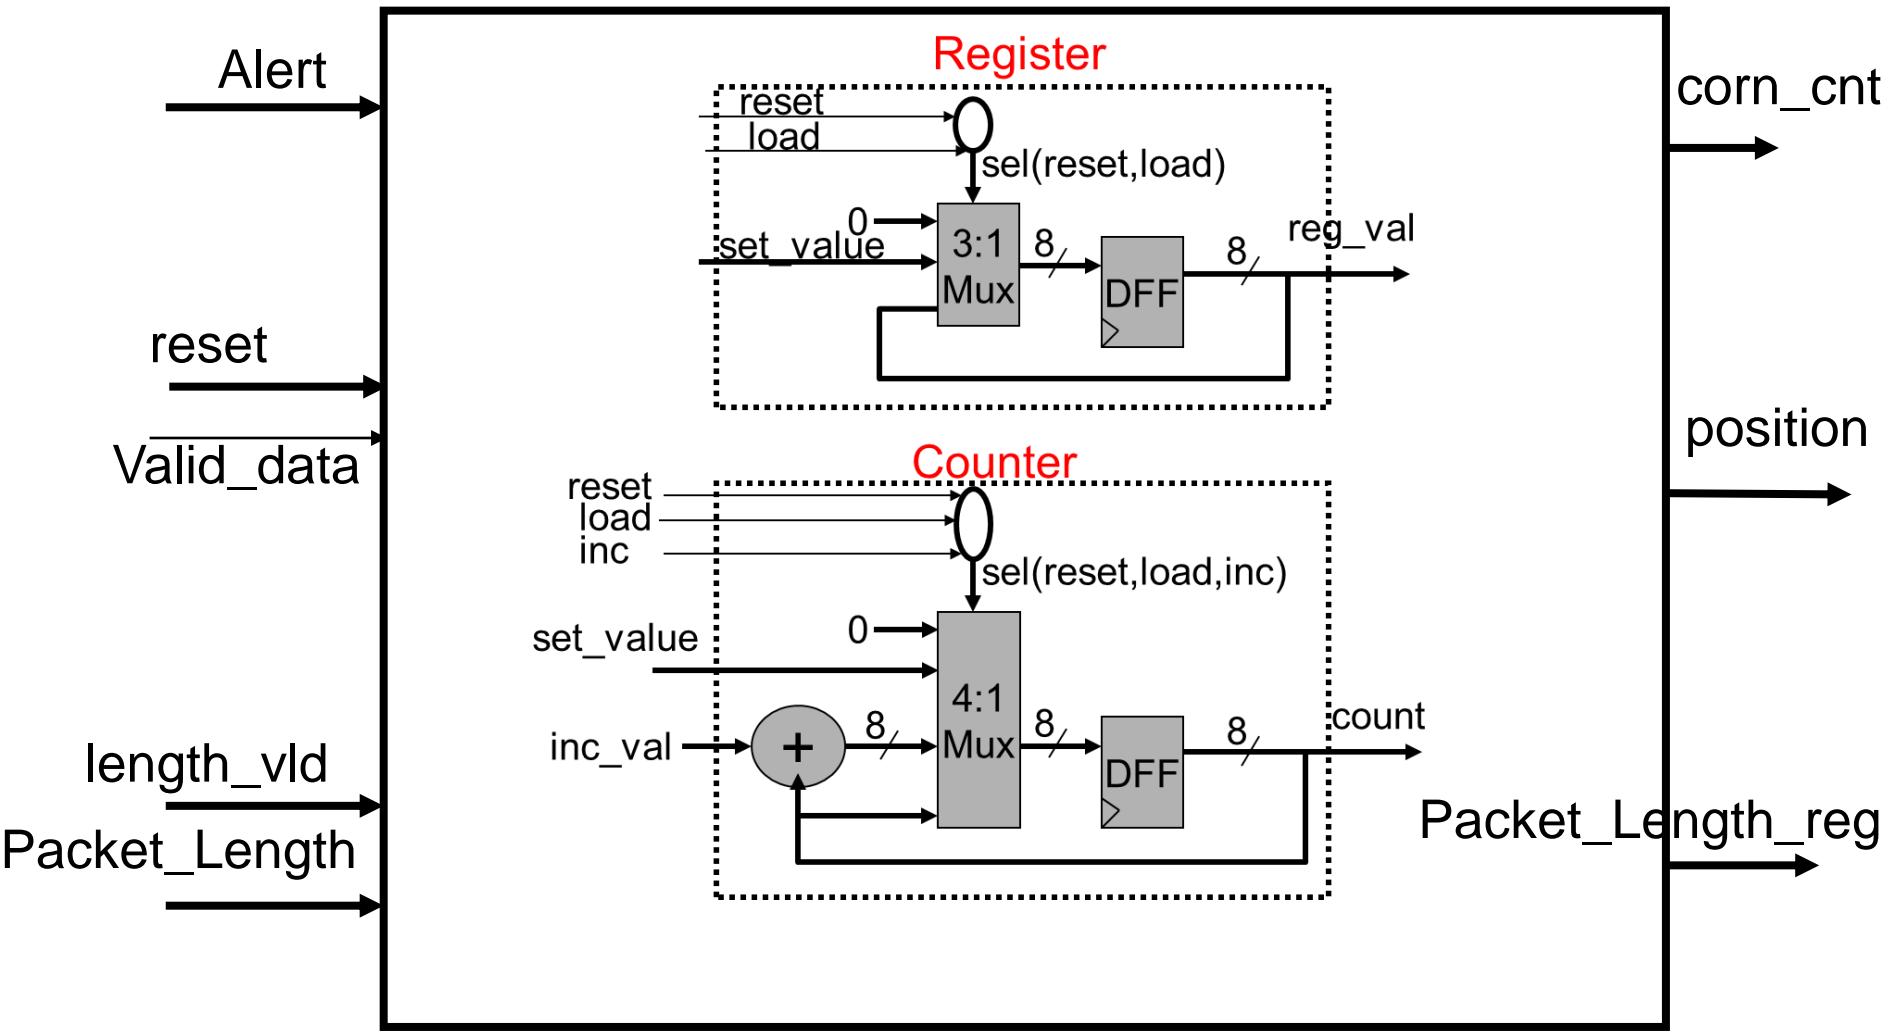 Alert
reset
Valid_data
length_vld
Packet_Length
Register
reset
load
sel(reset,load)
0
set_value
3:1
Mux
8
DFF
8
reg_val
Counter
reset
load
inc
sel(reset,load,inc)
0
set_value
inc_val
+
8
4:1
Mux
8
DFF
8
count
corn_cnt
position
Packet_Length_reg